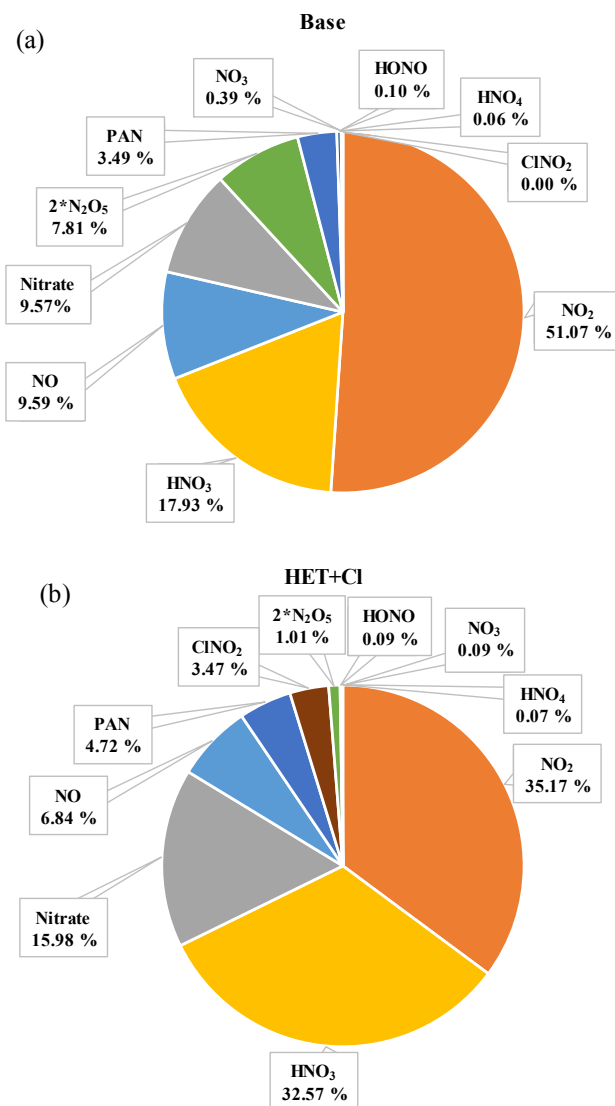 Base
(a)
NO₃
0.39 %
HONO
0.10 %
HNO₄
0.06 %
PAN
3.49 %
ClNO₂
0.00 %
2*N₂O₅
7.81 %
Nitrate
9.57%
NO₂
51.07 %
NO
9.59 %
HNO₃
17.93 %
HET+Cl
(b)
2*N₂O₅
1.01 %
HONO
0.09 %
NO₃
0.09 %
ClNO₂
3.47 %
HNO₄
0.07 %
PAN
4.72 %
NO₂
35.17 %
NO
6.84 %
Nitrate
15.98 %
HNO₃
32.57 %